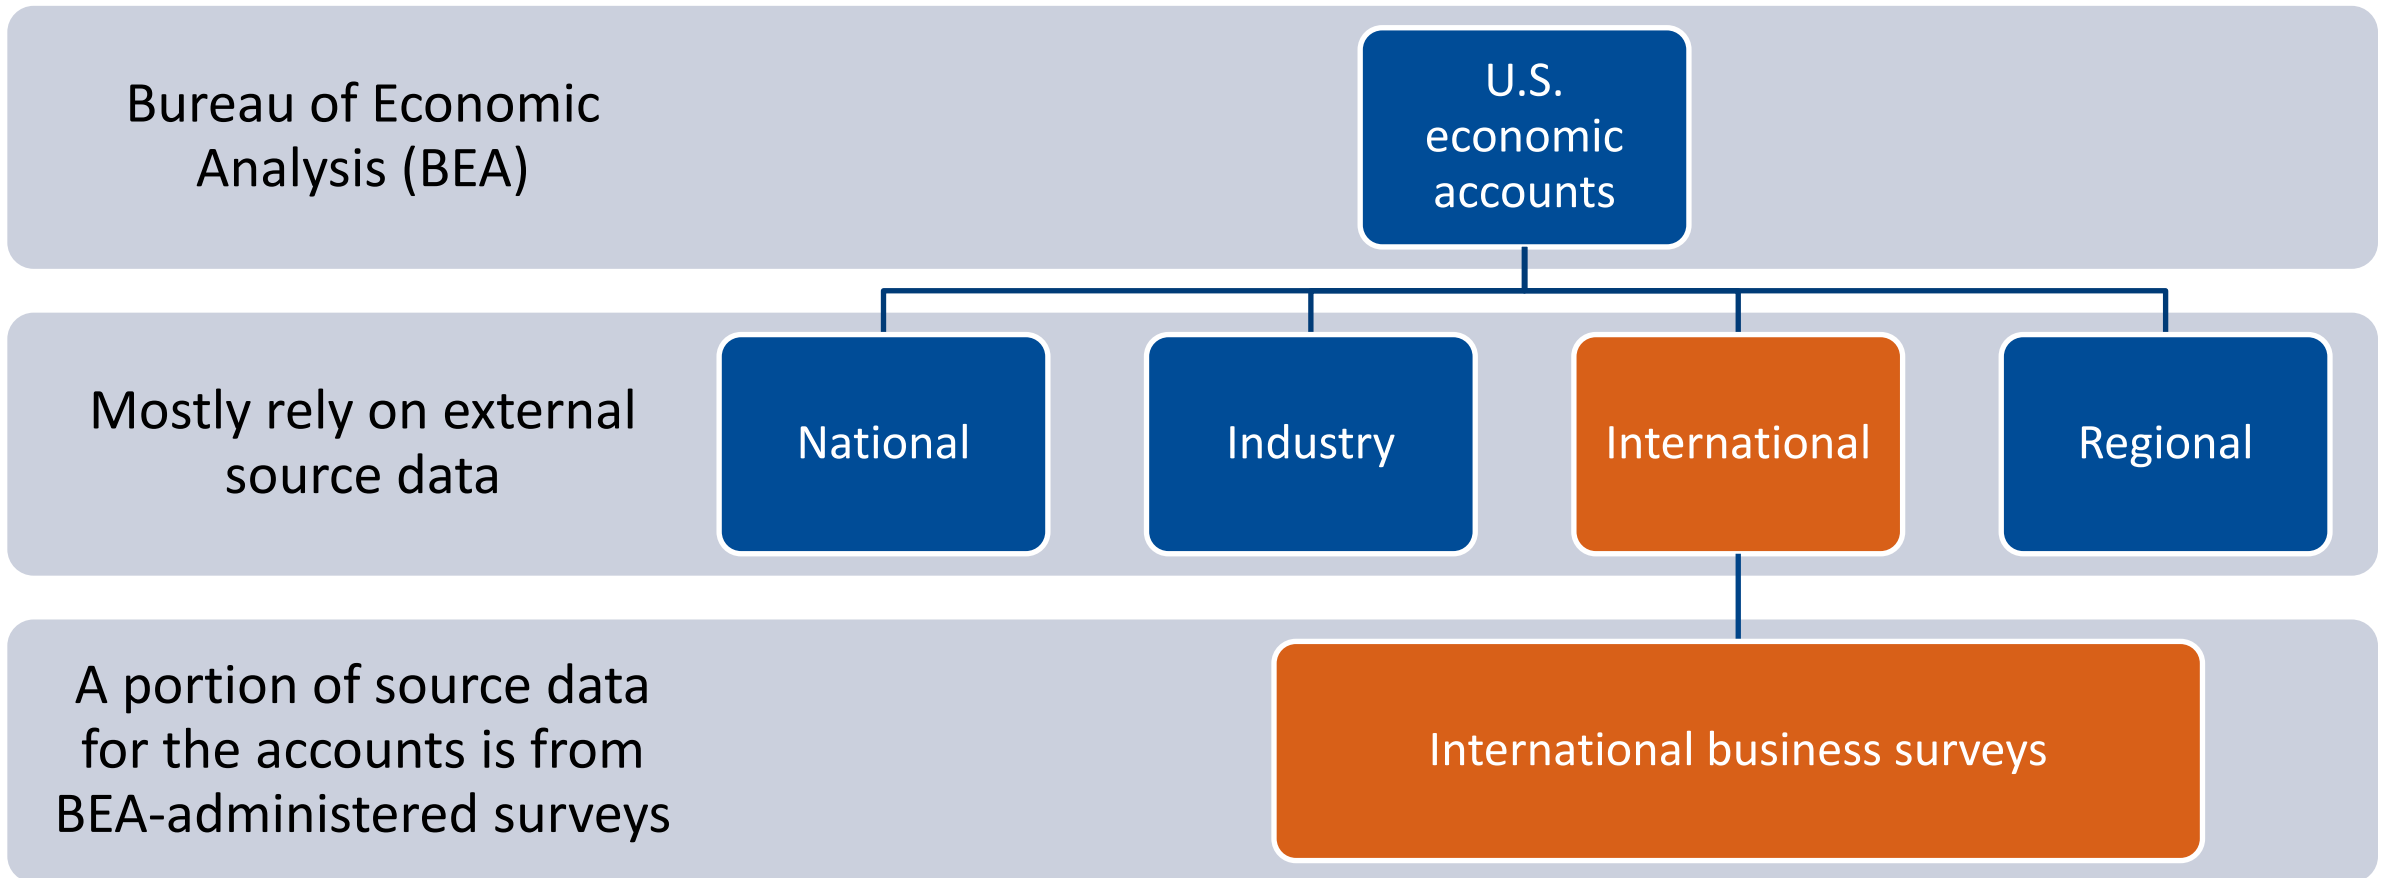 Bureau of Economic
Analysis (BEA)
U.S.
economic
accounts
Mostly rely on external
source data
National
Industry
International
Regional
A portion of source data
for the accounts is from
BEA-administered surveys
International business surveys